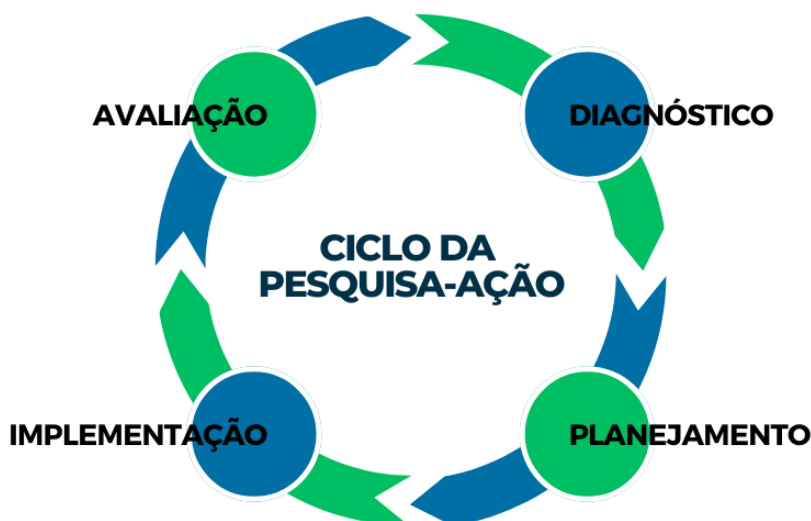 AVALIAÇÃO
DIAGNÓSTICO
CICLO DA
PESQUISA-AÇÃO
IMPLEMENTAÇÃO
PLANEJAMENTO